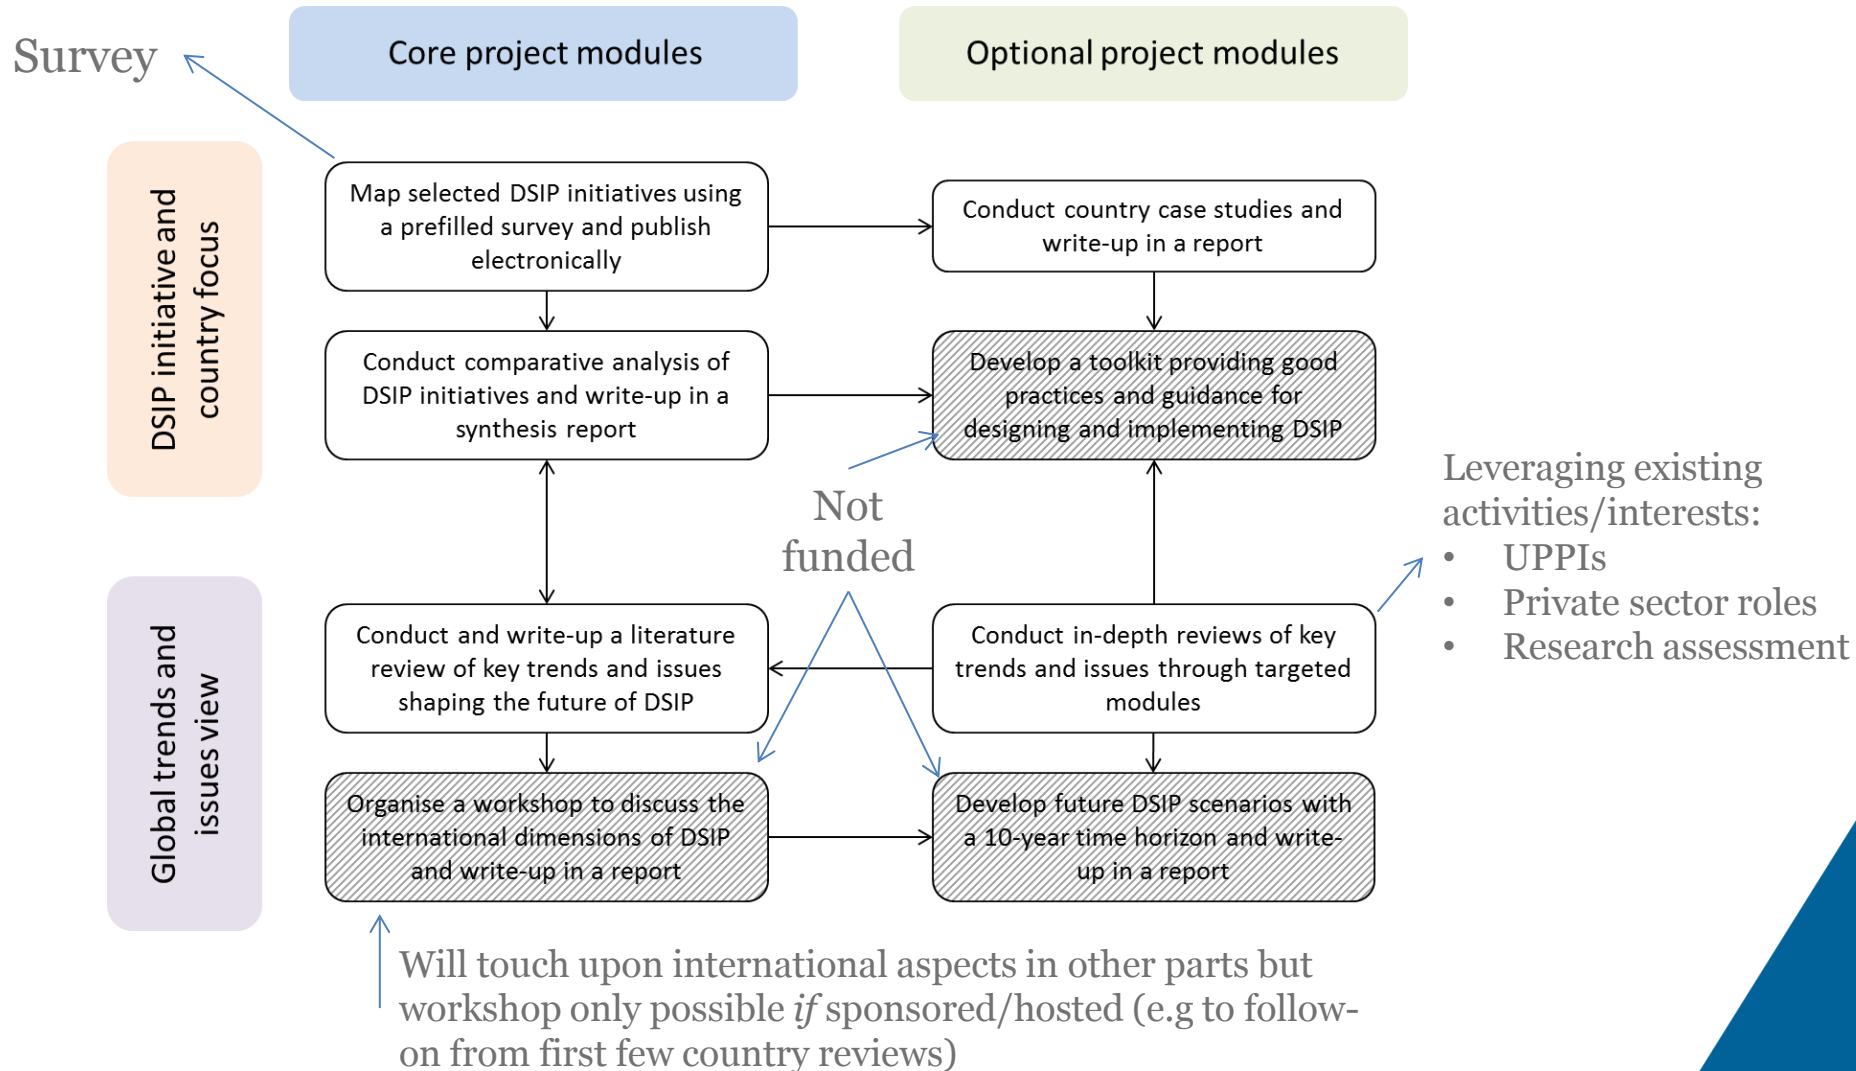 Survey
Core project modules
Optional project modules
DSIP initiative and
country focus
Map selected DSIP initiatives using
a prefilled survey and publish
electronically
Conduct country case studies and
write-up in a report
Conduct comparative analysis of
DSIP initiatives and write-up in a
synthesis report
Develop a toolkit providing good
practices and guidance for
designing and implementing DSIP
Not
funded
Leveraging existing
activities/interests:
• UPPIs
• Private sector roles
• Research assessment
Global trends and
issues view
Conduct and write-up a literature
review of key trends and issues
shaping the future of DSIP
Conduct in-depth reviews of key
trends and issues through targeted
modules
Organise a workshop to discuss the
international dimensions of DSIP
and write-up in a report
Develop future DSIP scenarios with
a 10-year time horizon and write-
up in a report
Will touch upon international aspects in other parts but
workshop only possible if sponsored/hosted (e.g to follow-
on from first few country reviews)